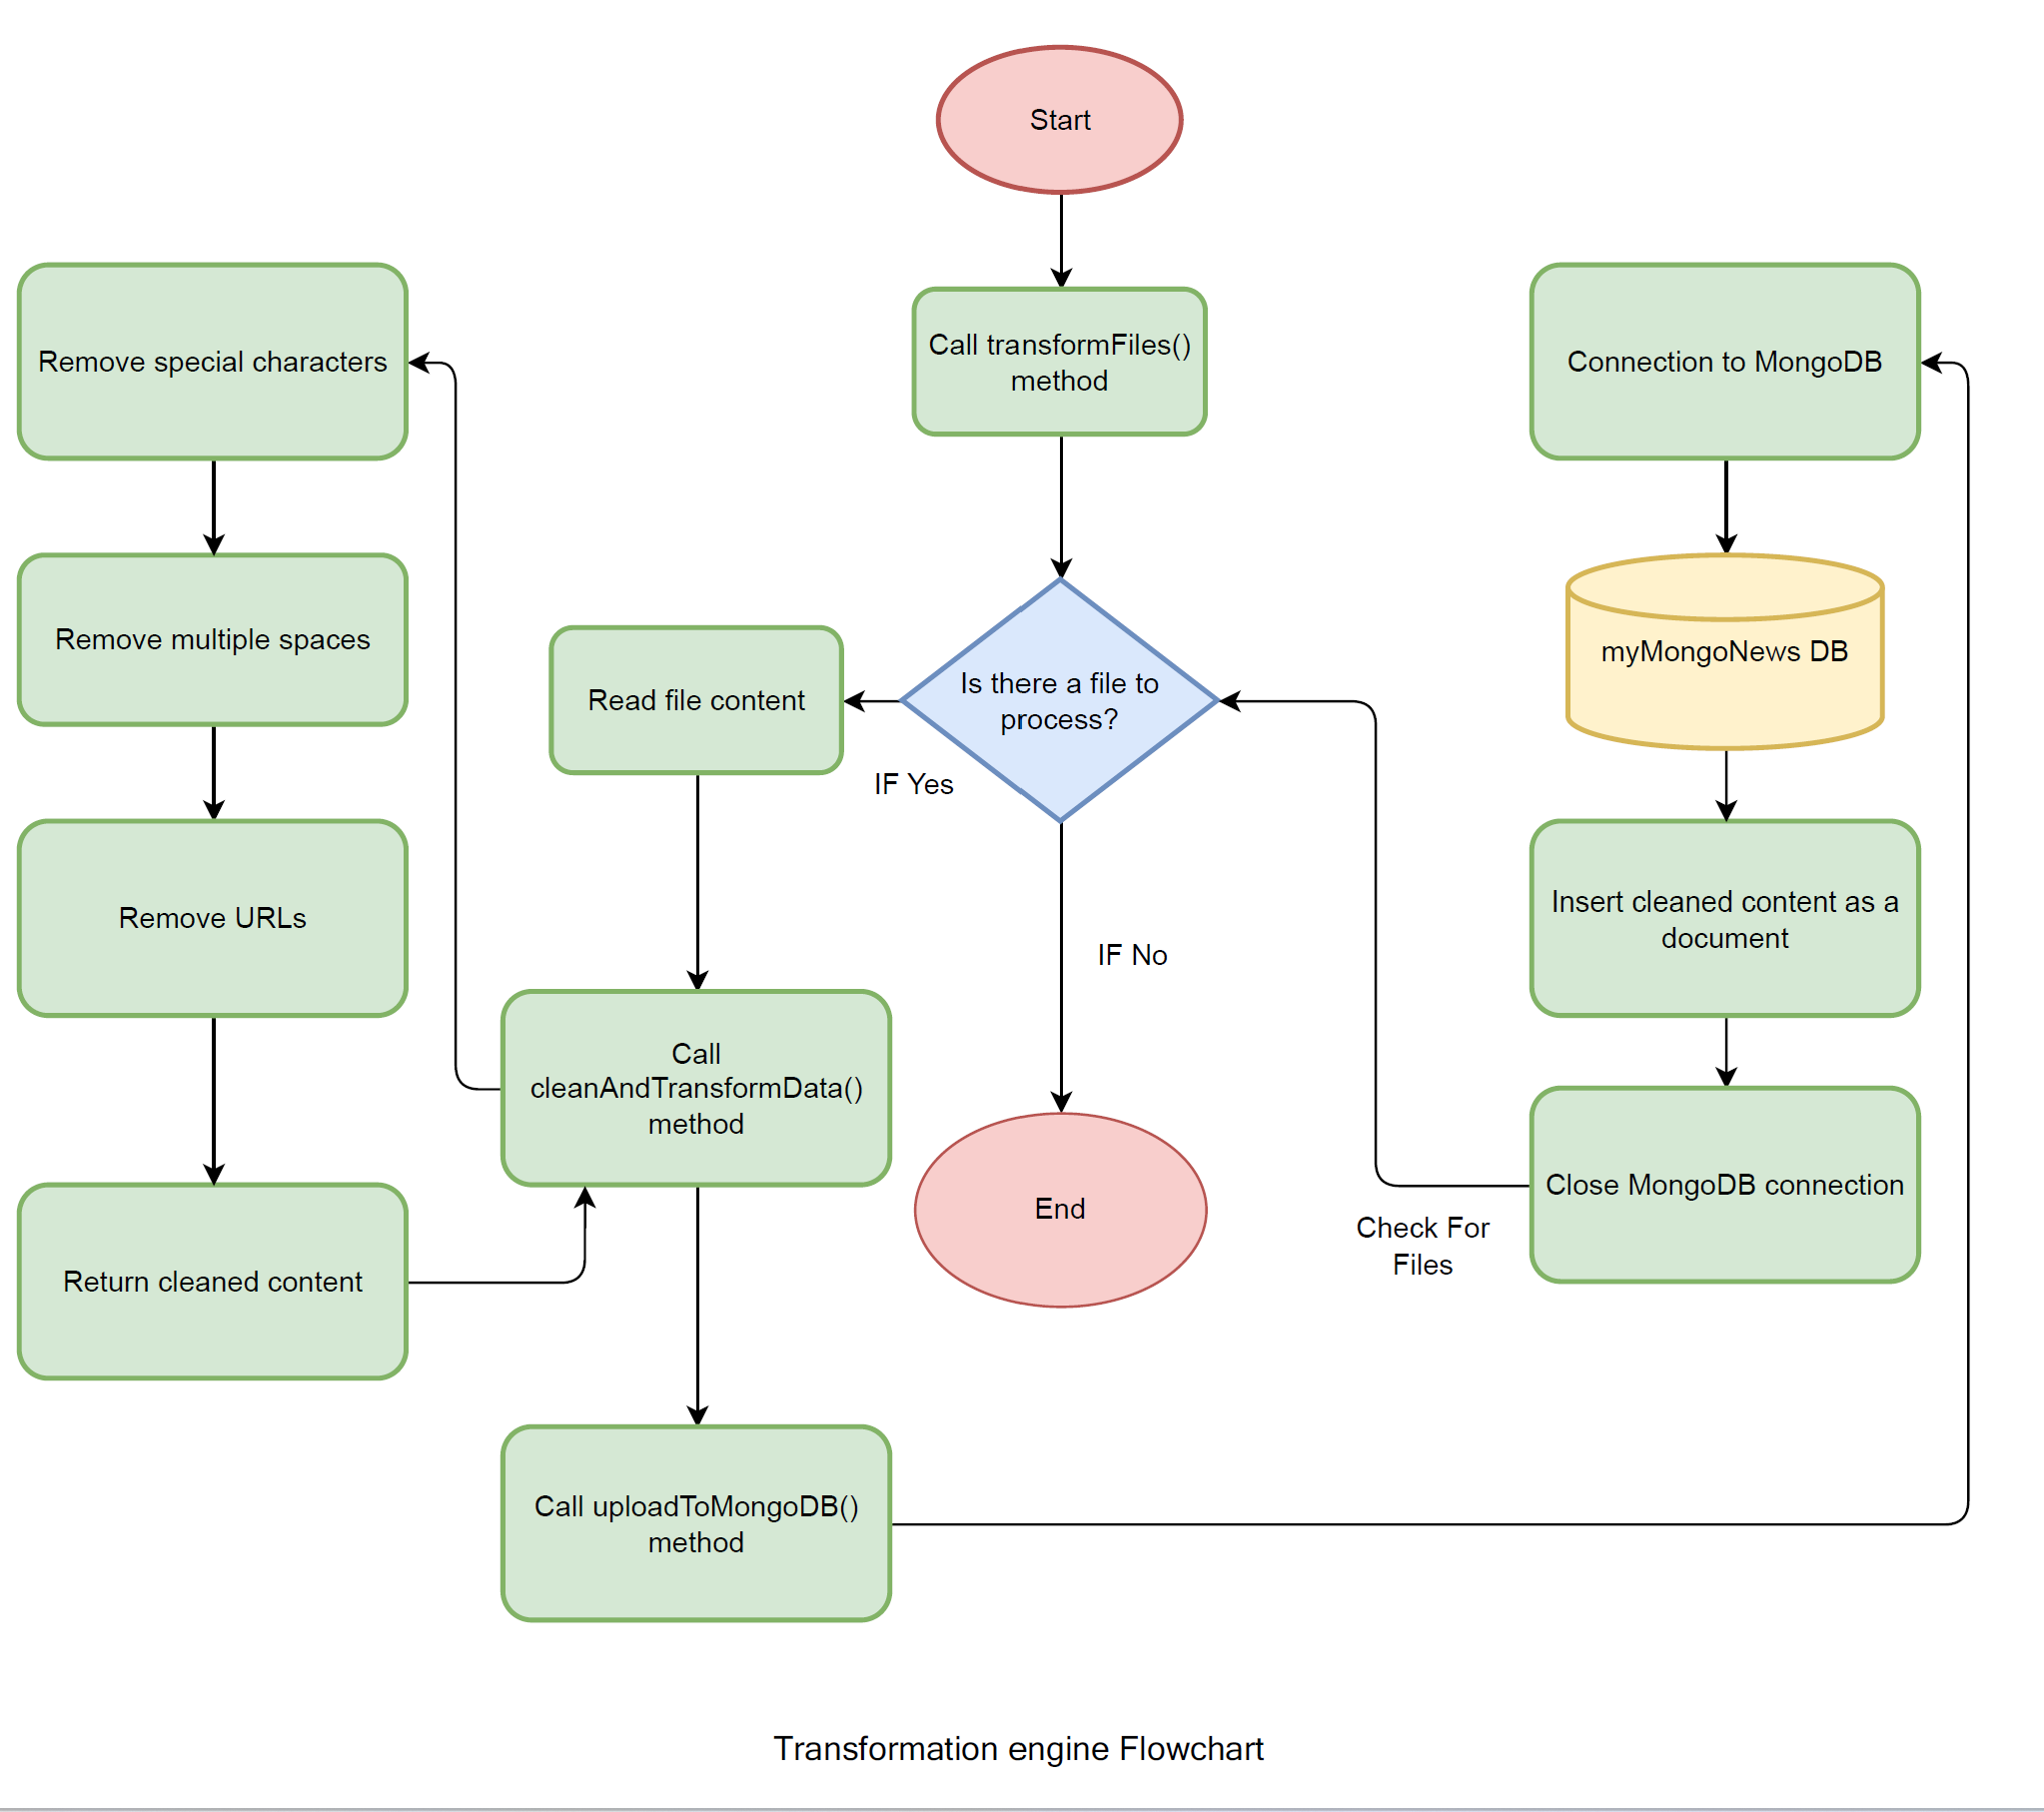 Start
Call transformFiles()
method
Remove special characters
Connection to MongoDB
Remove multiple spaces
Read file content
Is there a file to
process?
myMongoNews DB
IF Yes
Remove URLs
IF No
Insert cleaned content as a
document
Call
cleanAndTransformData()
method
End
Close MongoDB connection
Check For
Files
Return cleaned content
Call uploadToMongoDB()
method
Transformation engine Flowchart